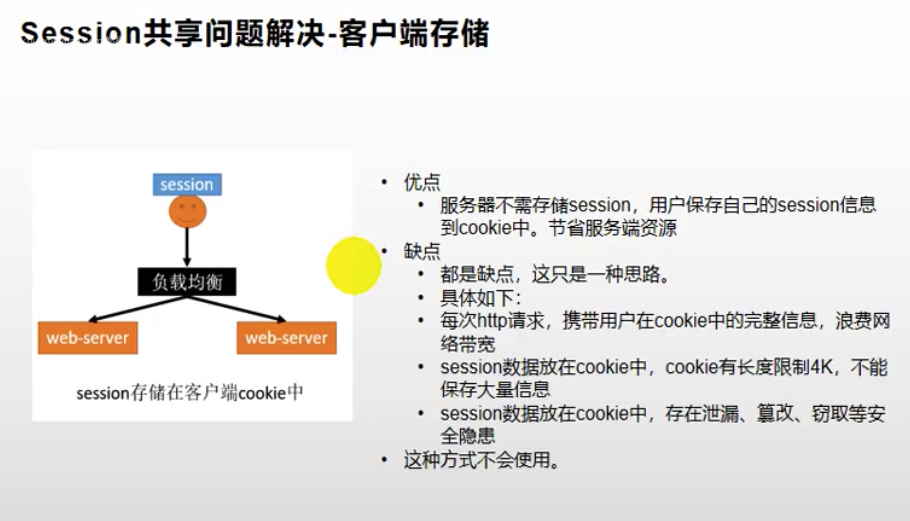 Session共享问题解决-客户端存储
session
负载均衡
web-server
web-server
session存储在客户端cookie中
• 优点
• 服务器不需存储session，用户保存自己的session信息
到cookie中。节省服务端资源
• 缺点
• 都是缺点，这只是一种思路。
• 具体如下：
• 每次http请求，携带用户在cookie中的完整信息，浪费网
络带宽
• session数据放在cookie中，cookie有长度限制4K，不能
保存大量信息
• session数据放在cookie中，存在泄漏、篡改、窃取等安
全隐患
• 这种方式不会使用。